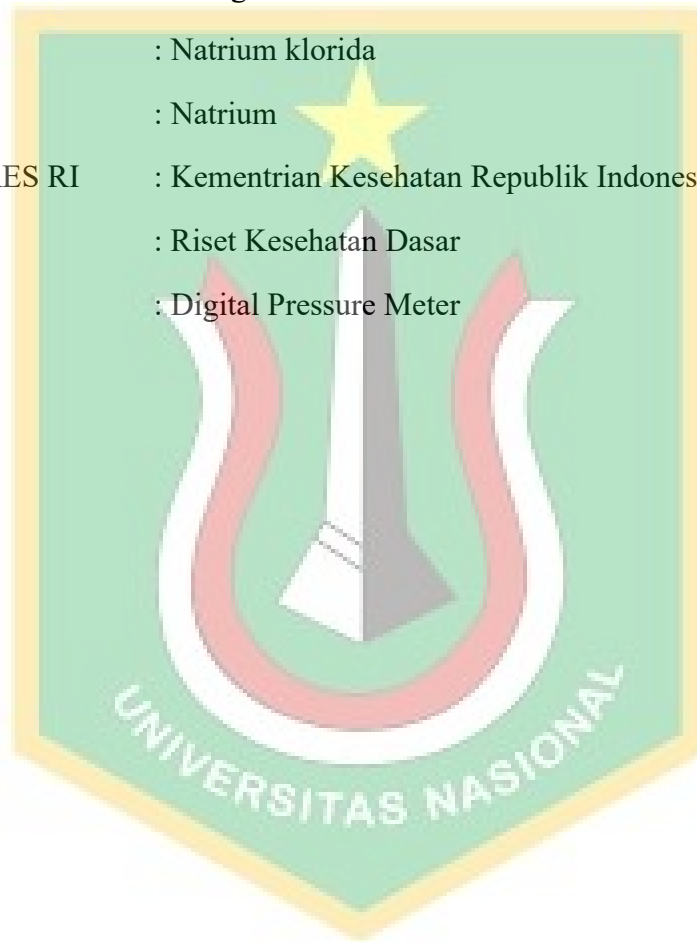 : Natrium klorida
: Natrium
ES RI : Kementrian Kesehatan Republik Indones
: Riset Kesehatan Dasar
: Digital Pressure Meter
UNIVERSITAS NASIONAL